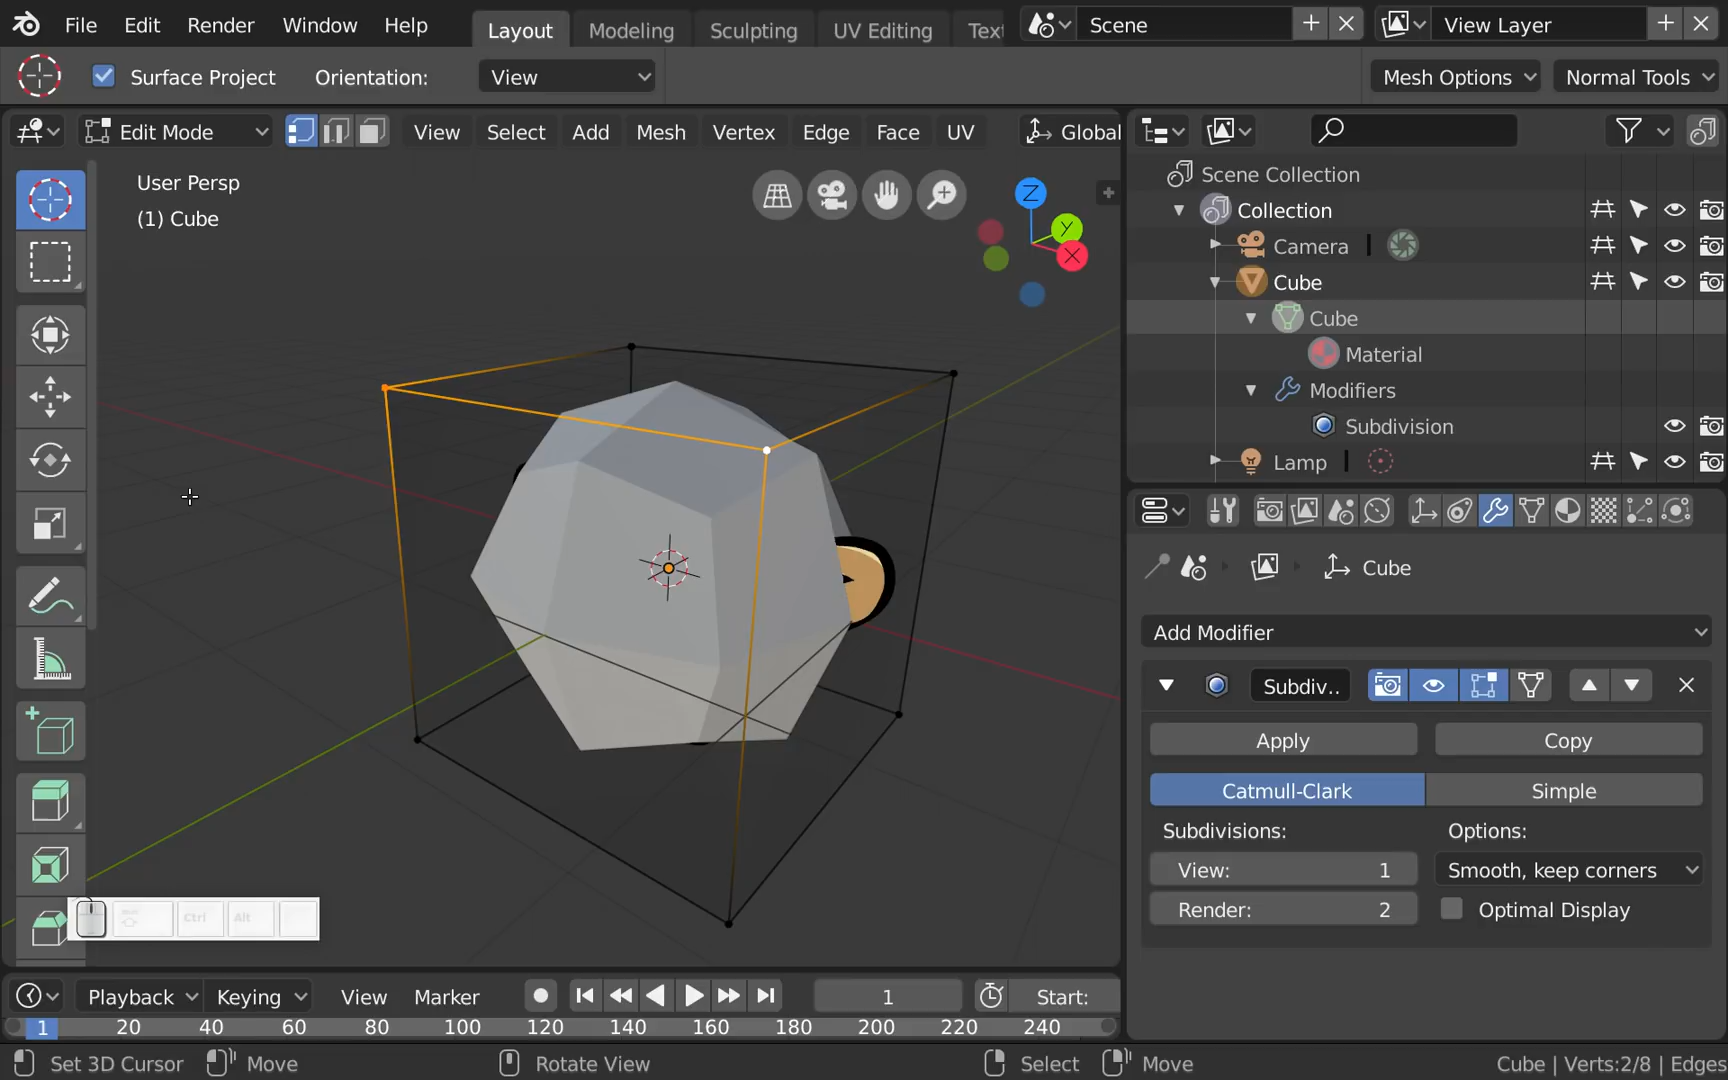 File Edit Render Window Help Layout Modeling Sculpting UV Editing Tex Scene View Layer
Surface Project Orientation: View Mesh Options Normal Tools
Edit Mode View Select Add Mesh Vertex Edge Face UV Global
User Persp
(1) Cube
Z
Y
X
Scene Collection
Collection
Camera
Cube
Cube
Material
Modifiers
Subdivision
Lamp
Cube
Add Modifier
Subdiv..
Apply Copy
Catmull-Clark Simple
Subdivisions: Options:
View: 1 Smooth, keep corners
Render: 2 Optimal Display
Ctrl Alt
Playback Keying View Marker 1 Start:
1 20 40 60 80 100 120 140 160 180 200 220 240
Set 3D Cursor Move Rotate View Select Move Cube | Verts:2/8 | Edges